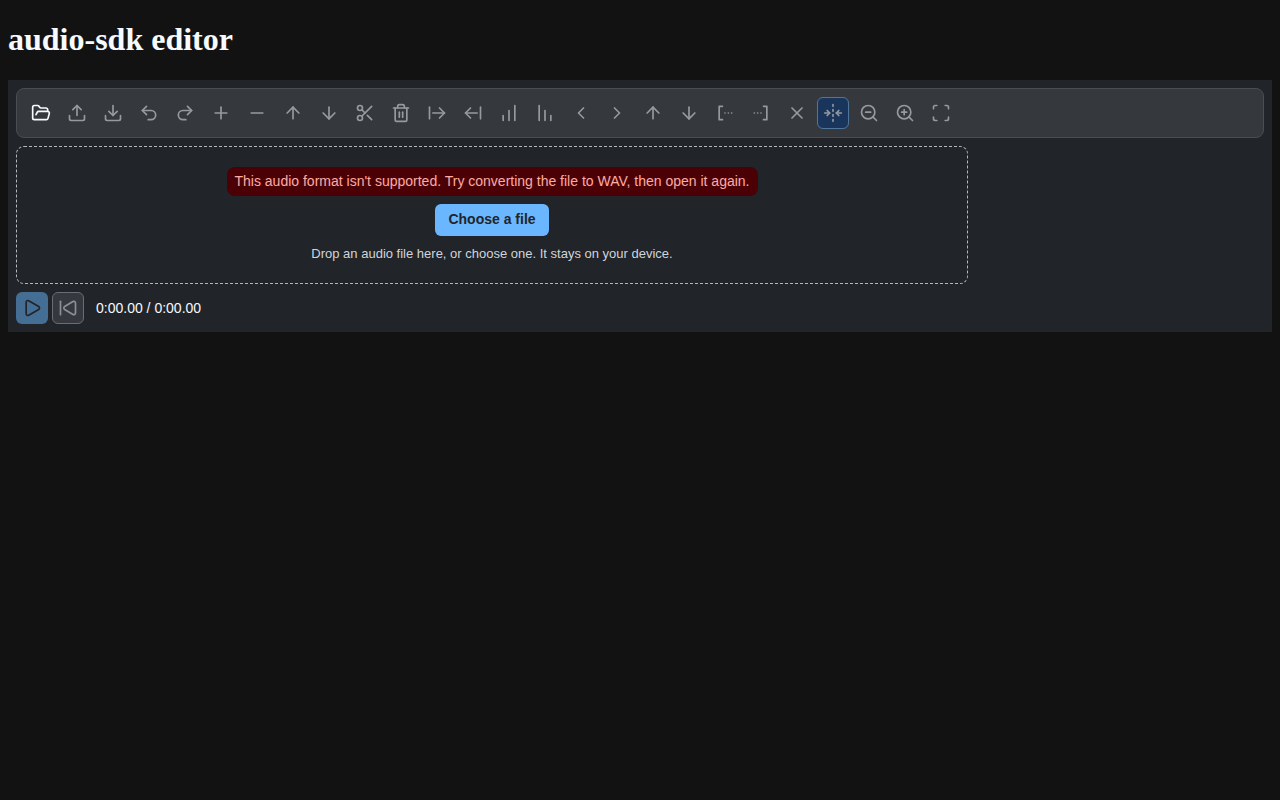 audio-sdk editor
This audio format isn't supported. Try converting the file to WAV, then open it again.
Choose a file
Drop an audio file here, or choose one. It stays on your device.
0:00.00 / 0:00.00